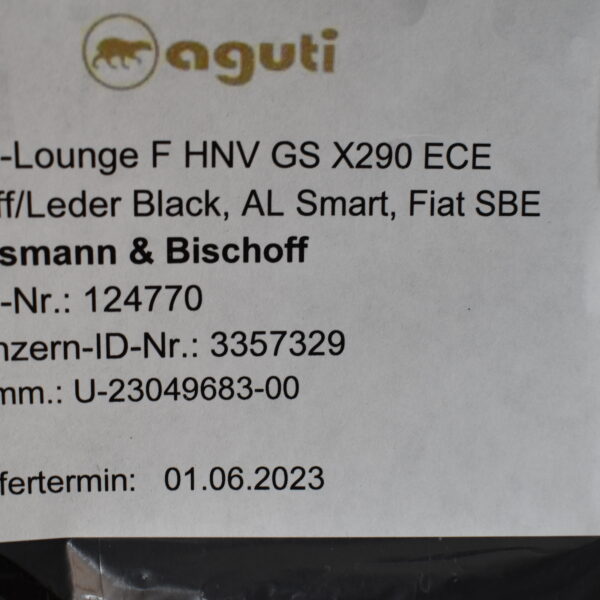 aguti
-Lounge F HNV GS X290 ECE
ff/Leder Black, AL Smart, Fiat SBE
smann & Bischoff
-Nr.: 124770
nzern-ID-Nr.: 3357329
mm.: U-23049683-00
fertermin: 01.06.2023